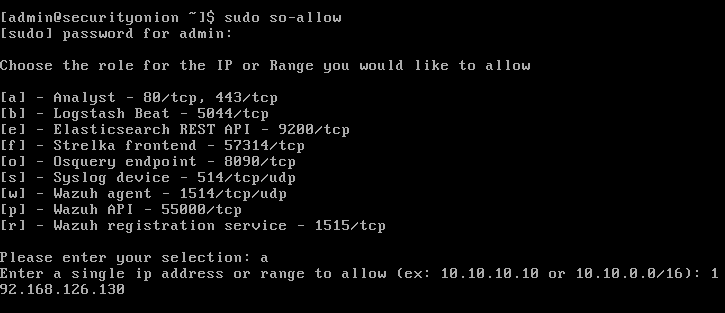 [admin@securityonion ~]$ sudo so-allow
[sudo] password for admin:
Choose the role for the IP or Range you would like to allow
[a] - Analyst - 80/tcp, 443/tcp
[b] - Logstash Beat - 5044/tcp
[e] - Elasticsearch REST API - 9200/tcp
[f] - Strelka frontend - 57314/tcp
[o] - Osquery endpoint - 8090/tcp
[s] - Syslog device - 514/tcp/udp
[w] - Wazuh agent - 1514/tcp/udp
[p] - Wazuh API - 55000/tcp
[r] - Wazuh registration service - 1515/tcp
Please enter your selection: a
Enter a single ip address or range to allow (ex: 10.10.10.10 or 10.10.0.0/16): 1
92.168.126.130